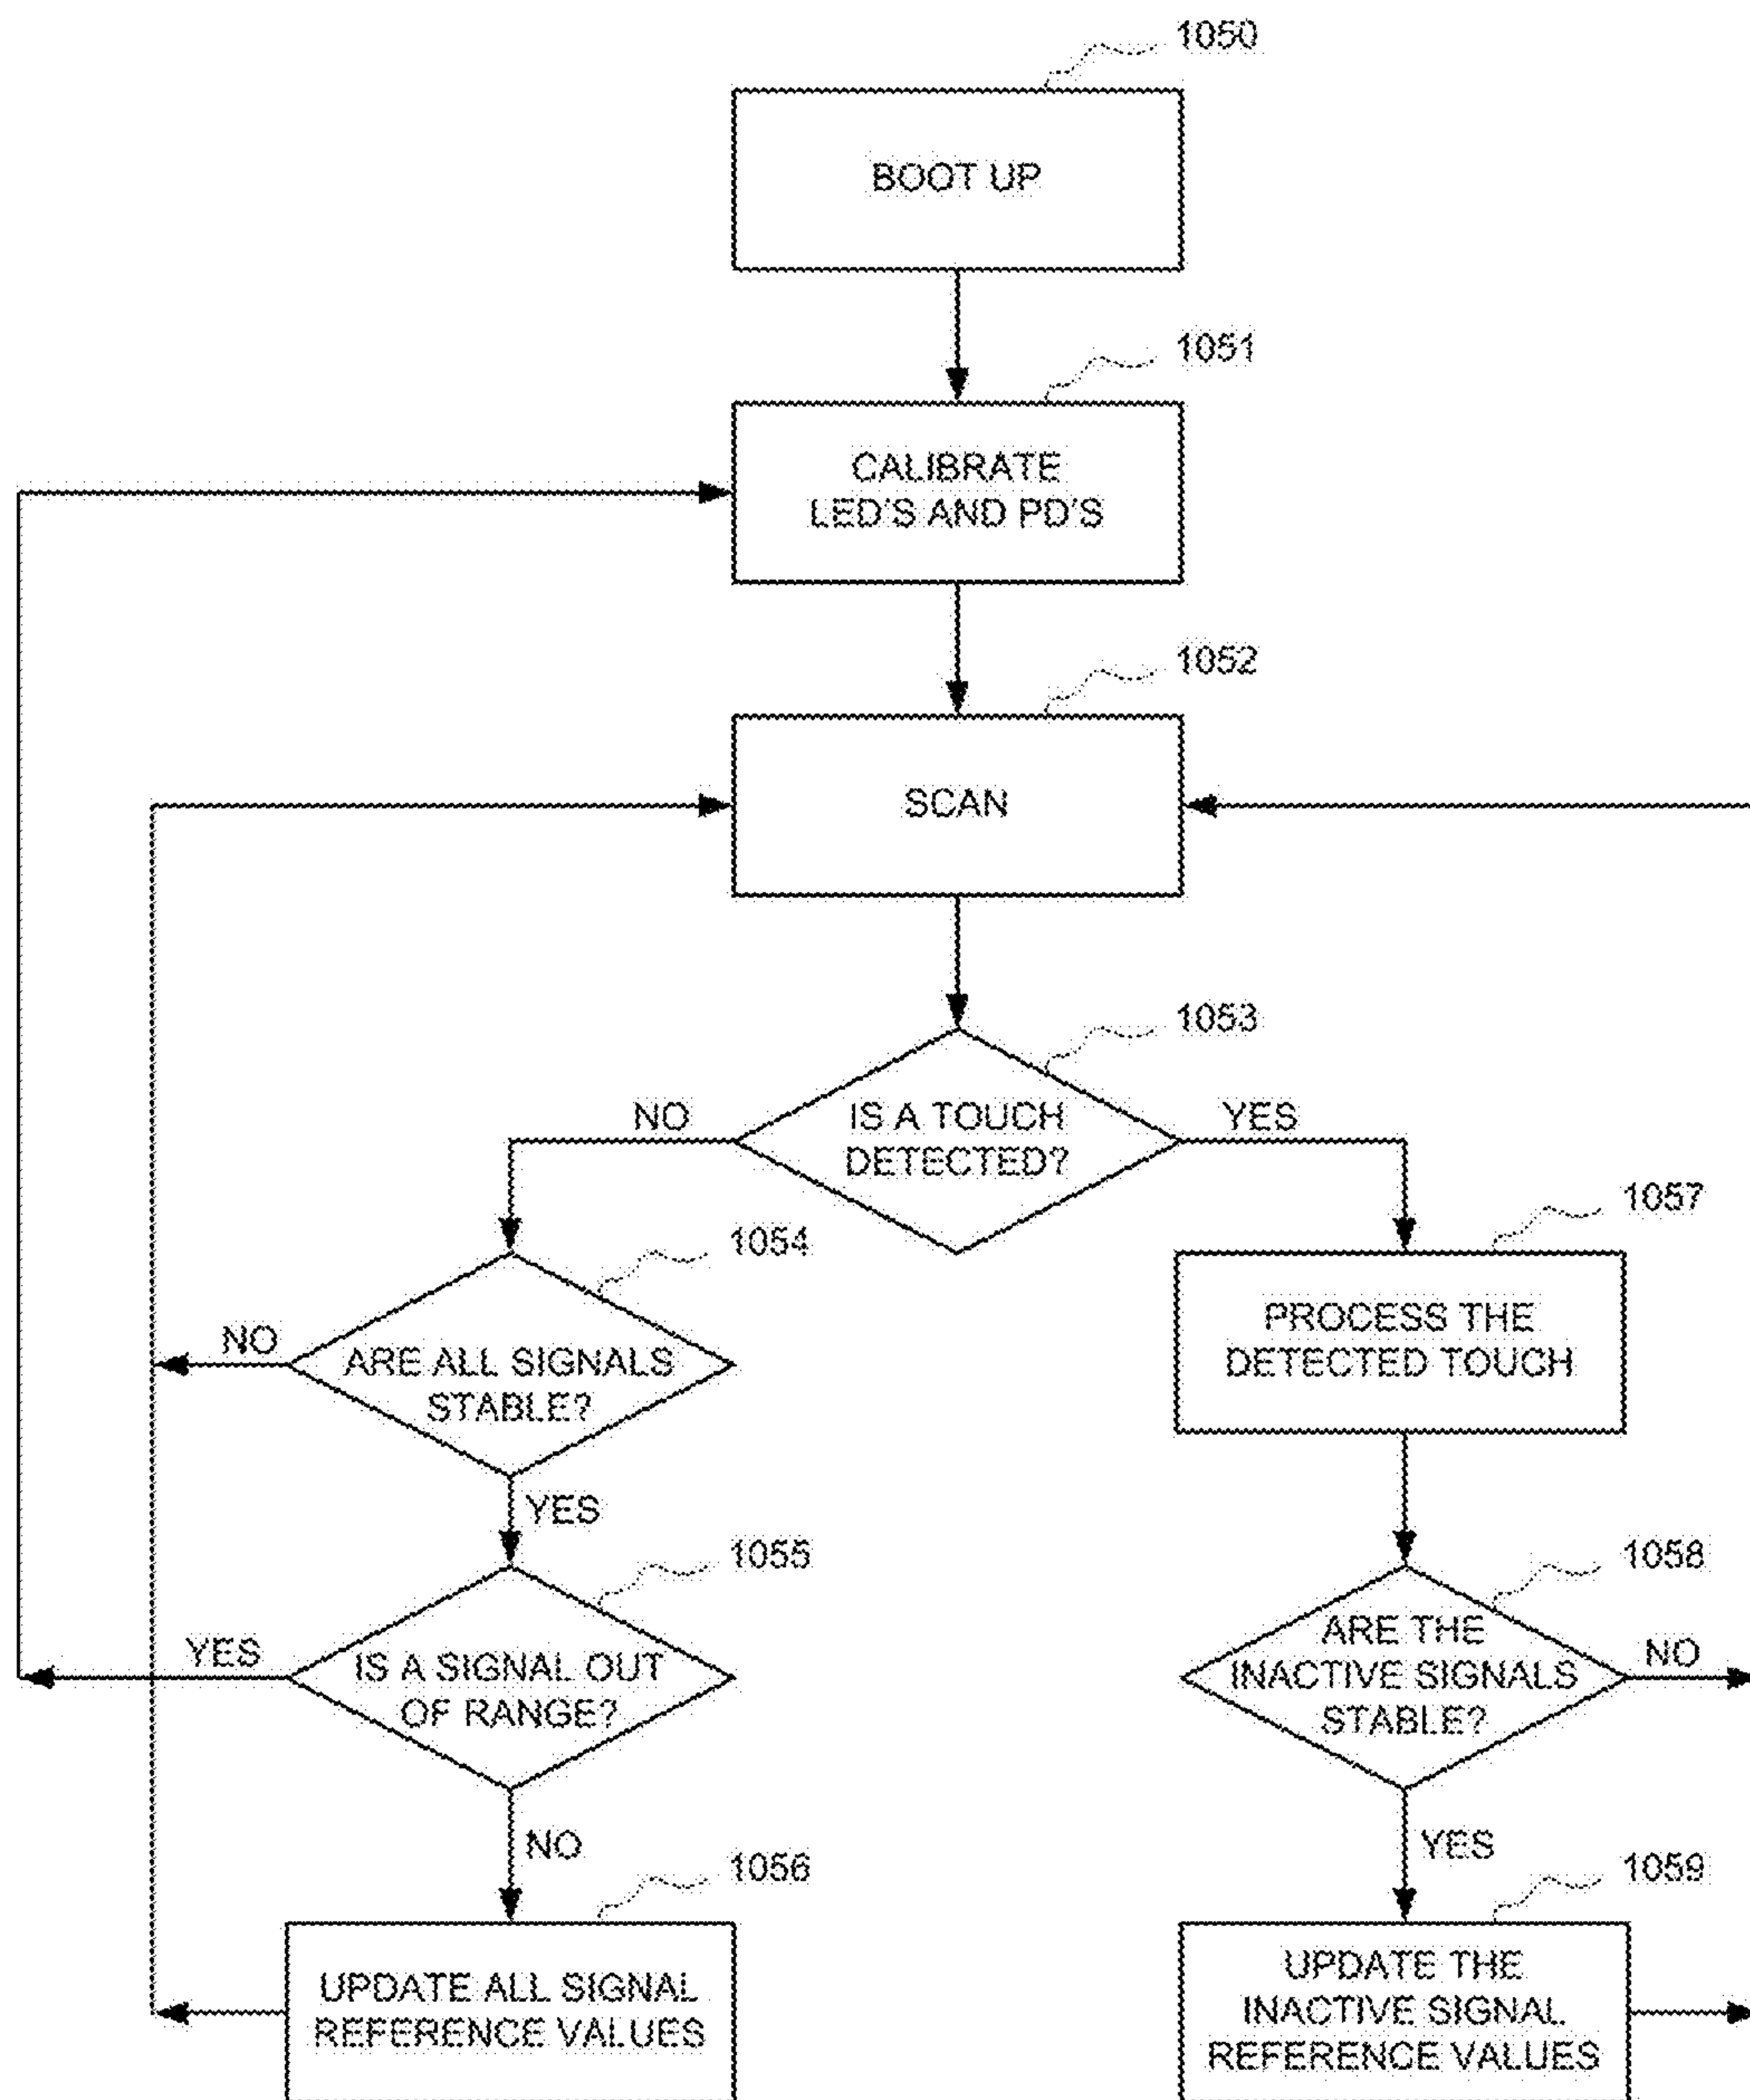 1050
BOOT UP
1051
CALIBRATE
LED'S AND PD'S
1052
SCAN
1053
NO
IS A TOUCH
DETECTED?
YES
1054
1057
NO
ARE ALL SIGNALS
STABLE?
PROCESS THE
DETECTED TOUCH
YES
1055
1058
YES
IS A SIGNAL OUT
OF RANGE?
ARE THE
INACTIVE SIGNALS
STABLE?
NO
NO
YES
1056
1059
UPDATE ALL SIGNAL
REFERENCE VALUES
UPDATE THE
INACTIVE SIGNAL
REFERENCE VALUES